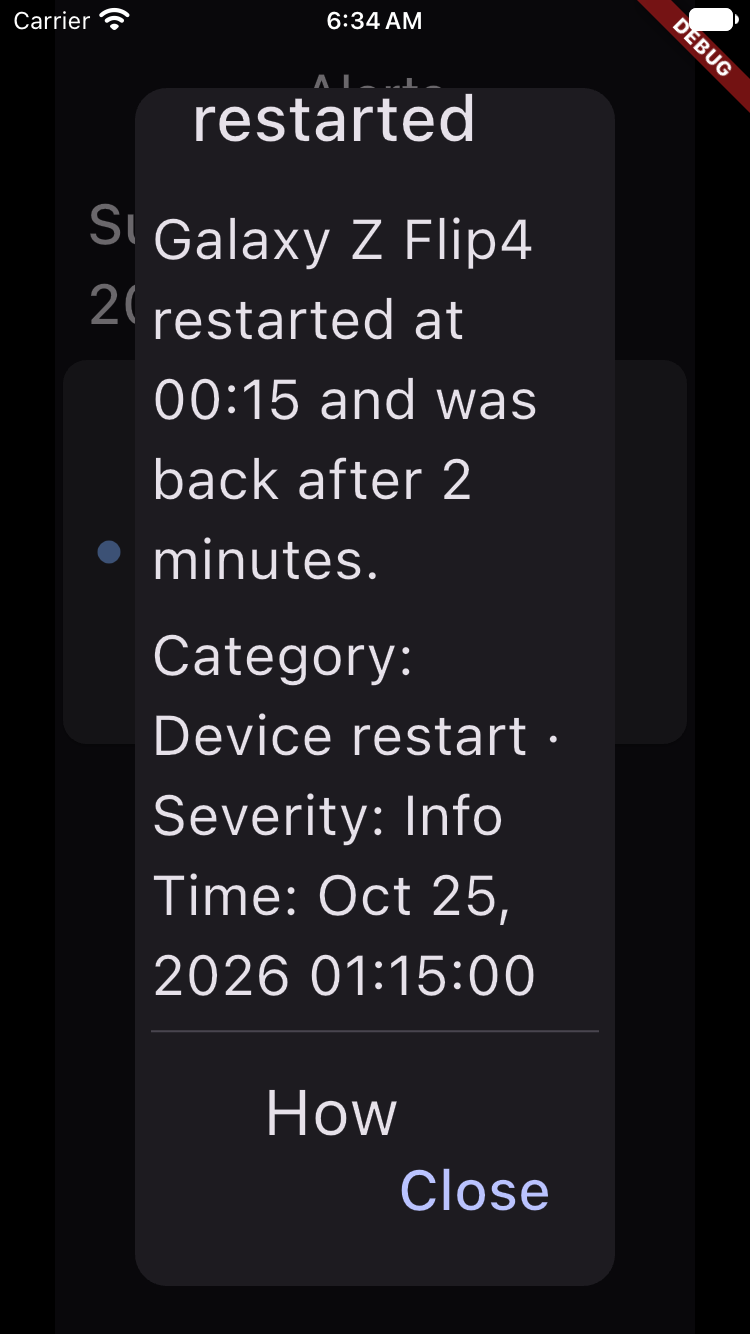 Carrier 6:34 AM
DEBUG
restarted
Galaxy Z Flip4
restarted at
00:15 and was
back after 2
minutes.
Category:
Device restart ·
Severity: Info
Time: Oct 25,
2026 01:15:00
How
Close